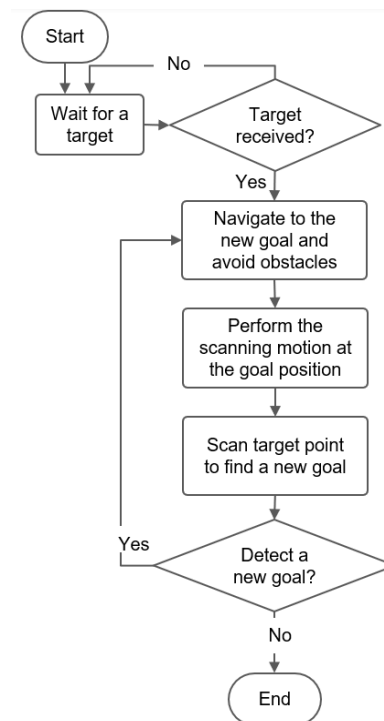 Start
No
Wait for a
target
Target
received?
Yes
Navigate to the
new goal and
avoid obstacles
Perform the
scanning motion at
the goal position
Scan target point
to find a new goal
Yes
Detect a
new goal?
No
End